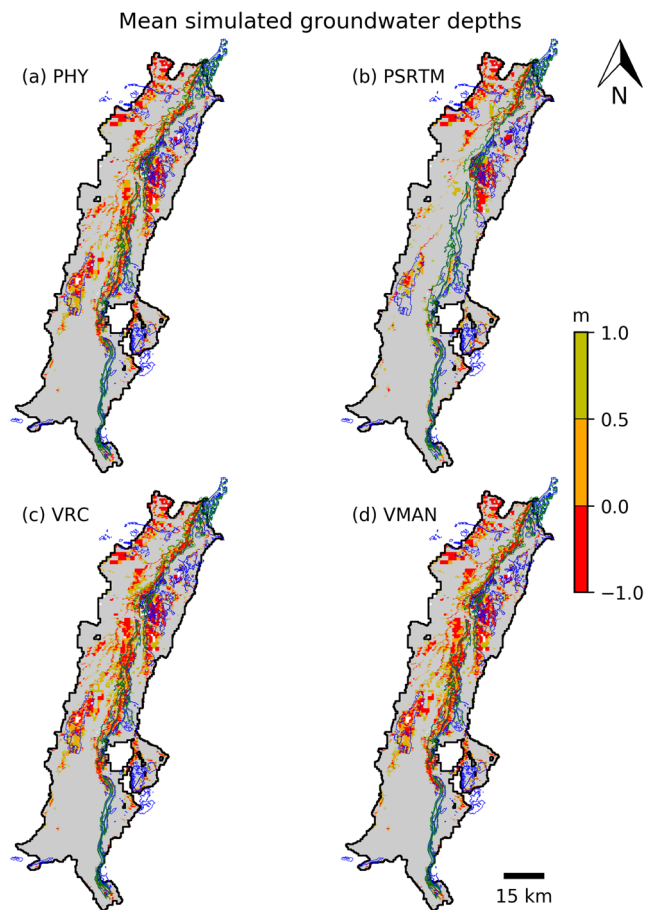 Mean simulated groundwater depths
(a) PHY
(b) PSRTM
N
m
1.0
0.5
0.0
−1.0
(c) VRC
(d) VMAN
15 km